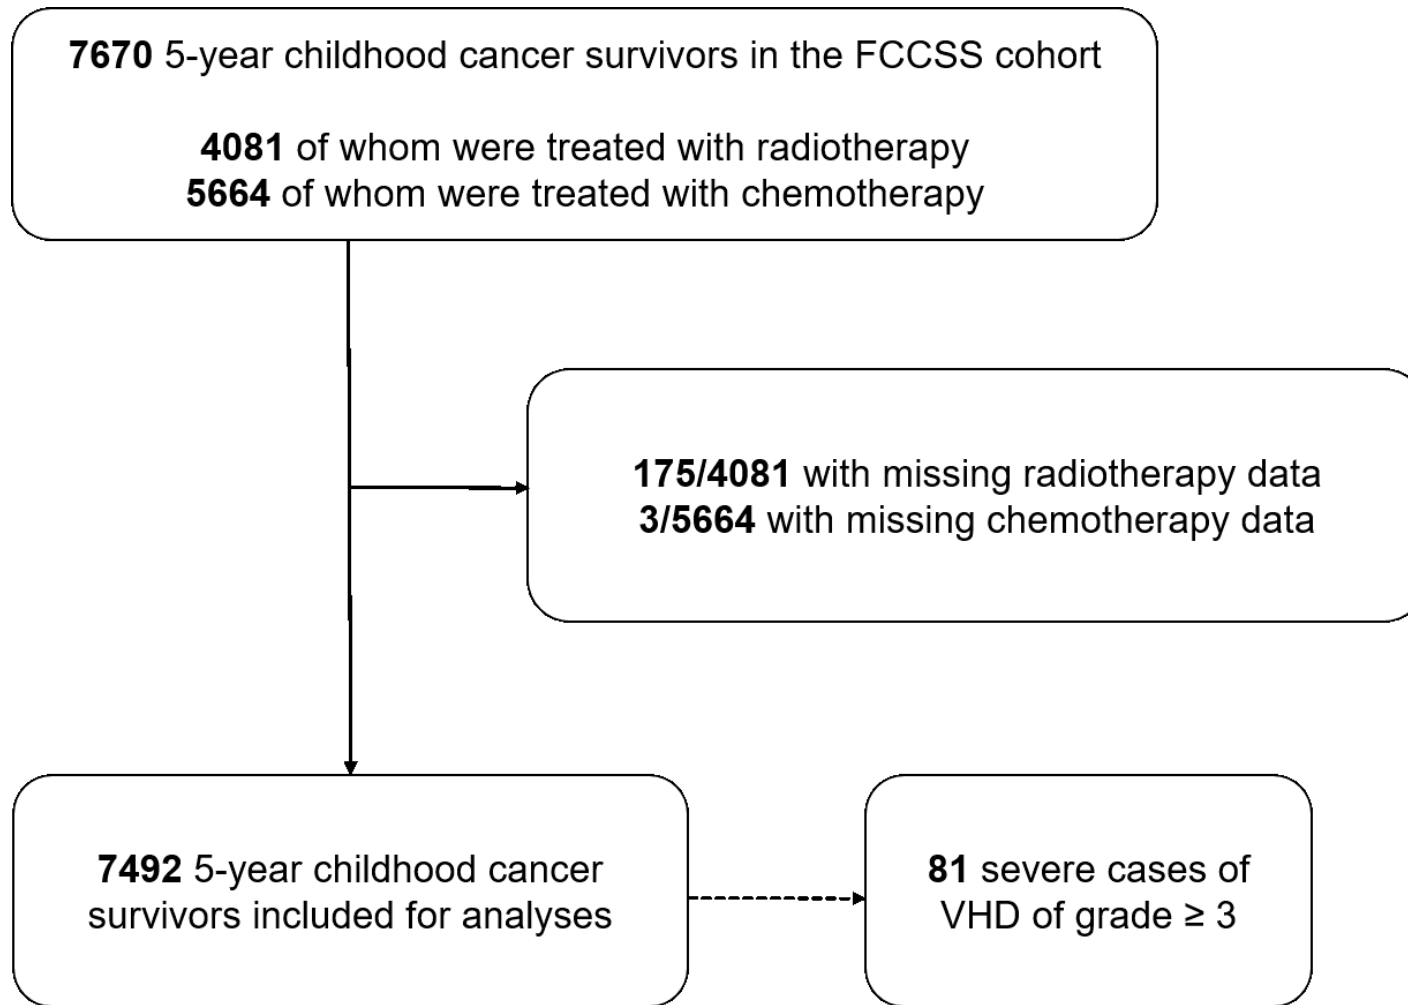 7670 5-year childhood cancer survivors in the FCCSS cohort
4081 of whom were treated with radiotherapy
5664 of whom were treated with chemotherapy
175/4081 with missing radiotherapy data
3/5664 with missing chemotherapy data
7492 5-year childhood cancer
survivors included for analyses
81 severe cases of
VHD of grade ≥ 3